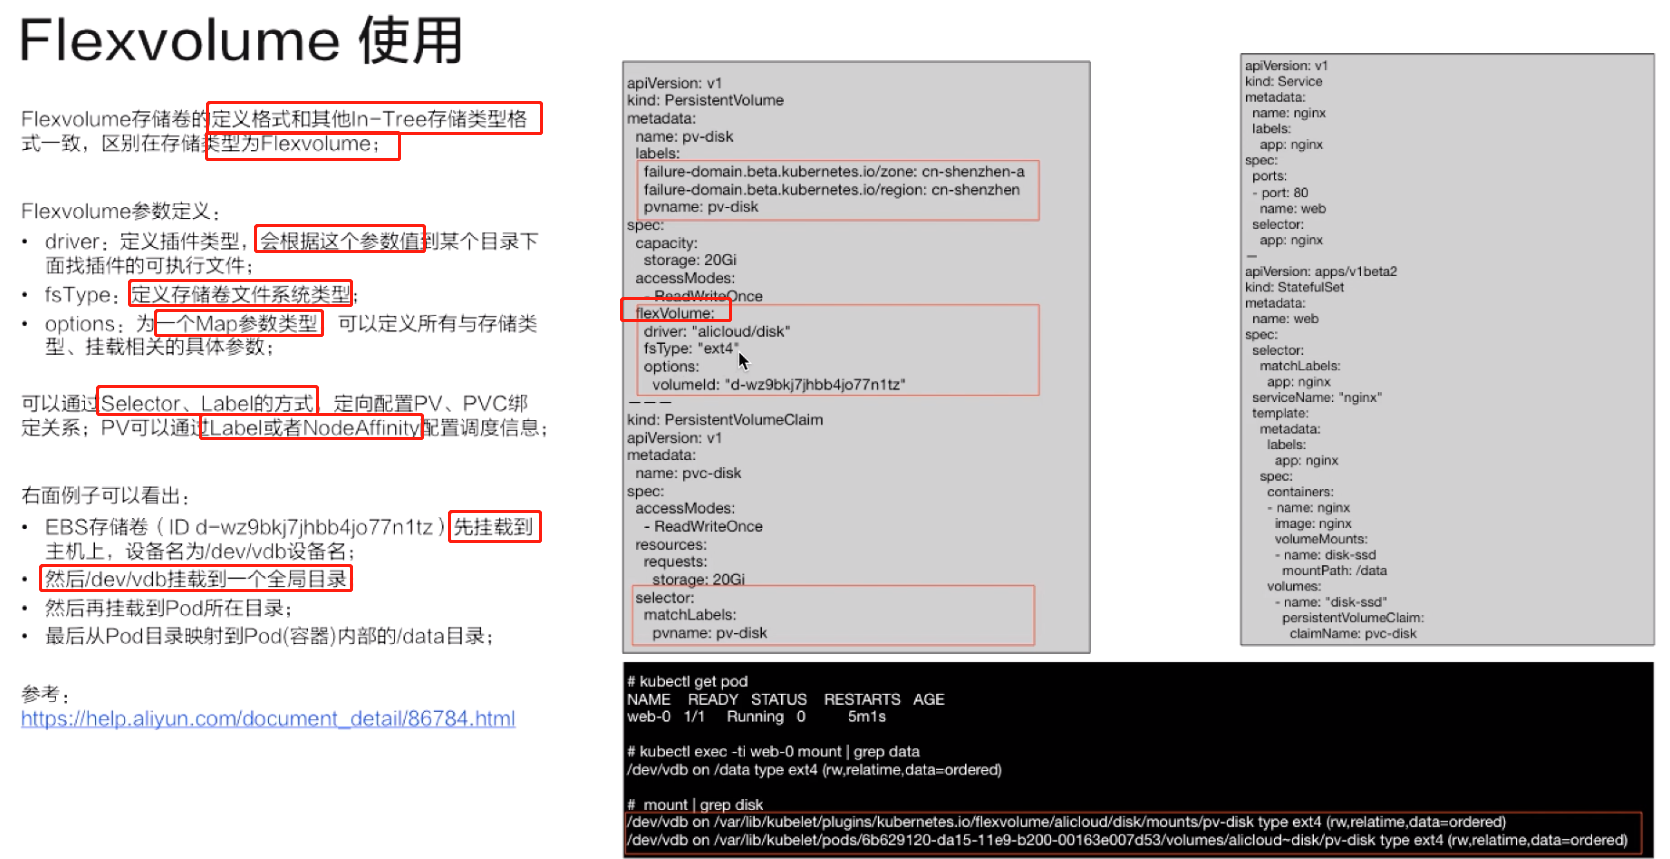 Flexvolume 使用
Flexvolume存储卷的定义格式和其他In-Tree存储类型格
式一致，区别在存储类型为Flexvolume；
Flexvolume参数定义：
• driver：定义插件类型，会根据这个参数值到某个目录下
面找插件的可执行文件；
• fsType：定义存储卷文件系统类型；
• options：为一个Map参数类型 可以定义所有与存储类
型、挂载相关的具体参数；
可以通过Selector、Label的方式 定向配置PV、PVC绑
定关系；PV可以通过Label或者NodeAffinity配置调度信息；
右面例子可以看出：
• EBS存储卷（ID d-wz9bkj7jhbb4jo77n1tz）先挂载到
主机上，设备名为/dev/vdb设备名；
• 然后/dev/vdb挂载到一个全局目录
• 然后再挂载到Pod所在目录；
• 最后从Pod目录映射到Pod(容器)内部的/data目录；
参考：
https://help.aliyun.com/document_detail/86784.html
apiVersion: v1
kind: PersistentVolume
metadata:
name: pv-disk
labels:
failure-domain.beta.kubernetes.io/zone: cn-shenzhen-a
failure-domain.beta.kubernetes.io/region: cn-shenzhen
pvname: pv-disk
spec:
capacity:
storage: 20Gi
accessModes:
- ReadWriteOnce
flexVolume:
driver: "alicloud/disk"
fsType: "ext4"
options:
volumeId: "d-wz9bkj7jhbb4jo77n1tz"
———
kind: PersistentVolumeClaim
apiVersion: v1
metadata:
name: pvc-disk
spec:
accessModes:
- ReadWriteOnce
resources:
requests:
storage: 20Gi
selector:
matchLabels:
pvname: pv-disk
apiVersion: v1
kind: Service
metadata:
name: nginx
labels:
app: nginx
spec:
ports:
- port: 80
name: web
selector:
app: nginx
—
apiVersion: apps/v1beta2
kind: StatefulSet
metadata:
name: web
spec:
selector:
matchLabels:
app: nginx
serviceName: "nginx"
template:
metadata:
labels:
app: nginx
spec:
containers:
- name: nginx
image: nginx
volumeMounts:
- name: disk-ssd
mountPath: /data
volumes:
- name: "disk-ssd"
persistentVolumeClaim:
claimName: pvc-disk
# kubectl get pod
NAME READY STATUS RESTARTS AGE
web-0 1/1 Running 0 5m1s
# kubectl exec -ti web-0 mount | grep data
/dev/vdb on /data type ext4 (rw,relatime,data=ordered)
# mount | grep disk
/dev/vdb on /var/lib/kubelet/plugins/kubernetes.io/flexvolume/alicloud/disk/mounts/pv-disk type ext4 (rw,relatime,data=ordered)
/dev/vdb on /var/lib/kubelet/pods/6b629120-da15-11e9-b200-00163e007d53/volumes/alicloud~disk/pv-disk type ext4 (rw,relatime,data=ordered)